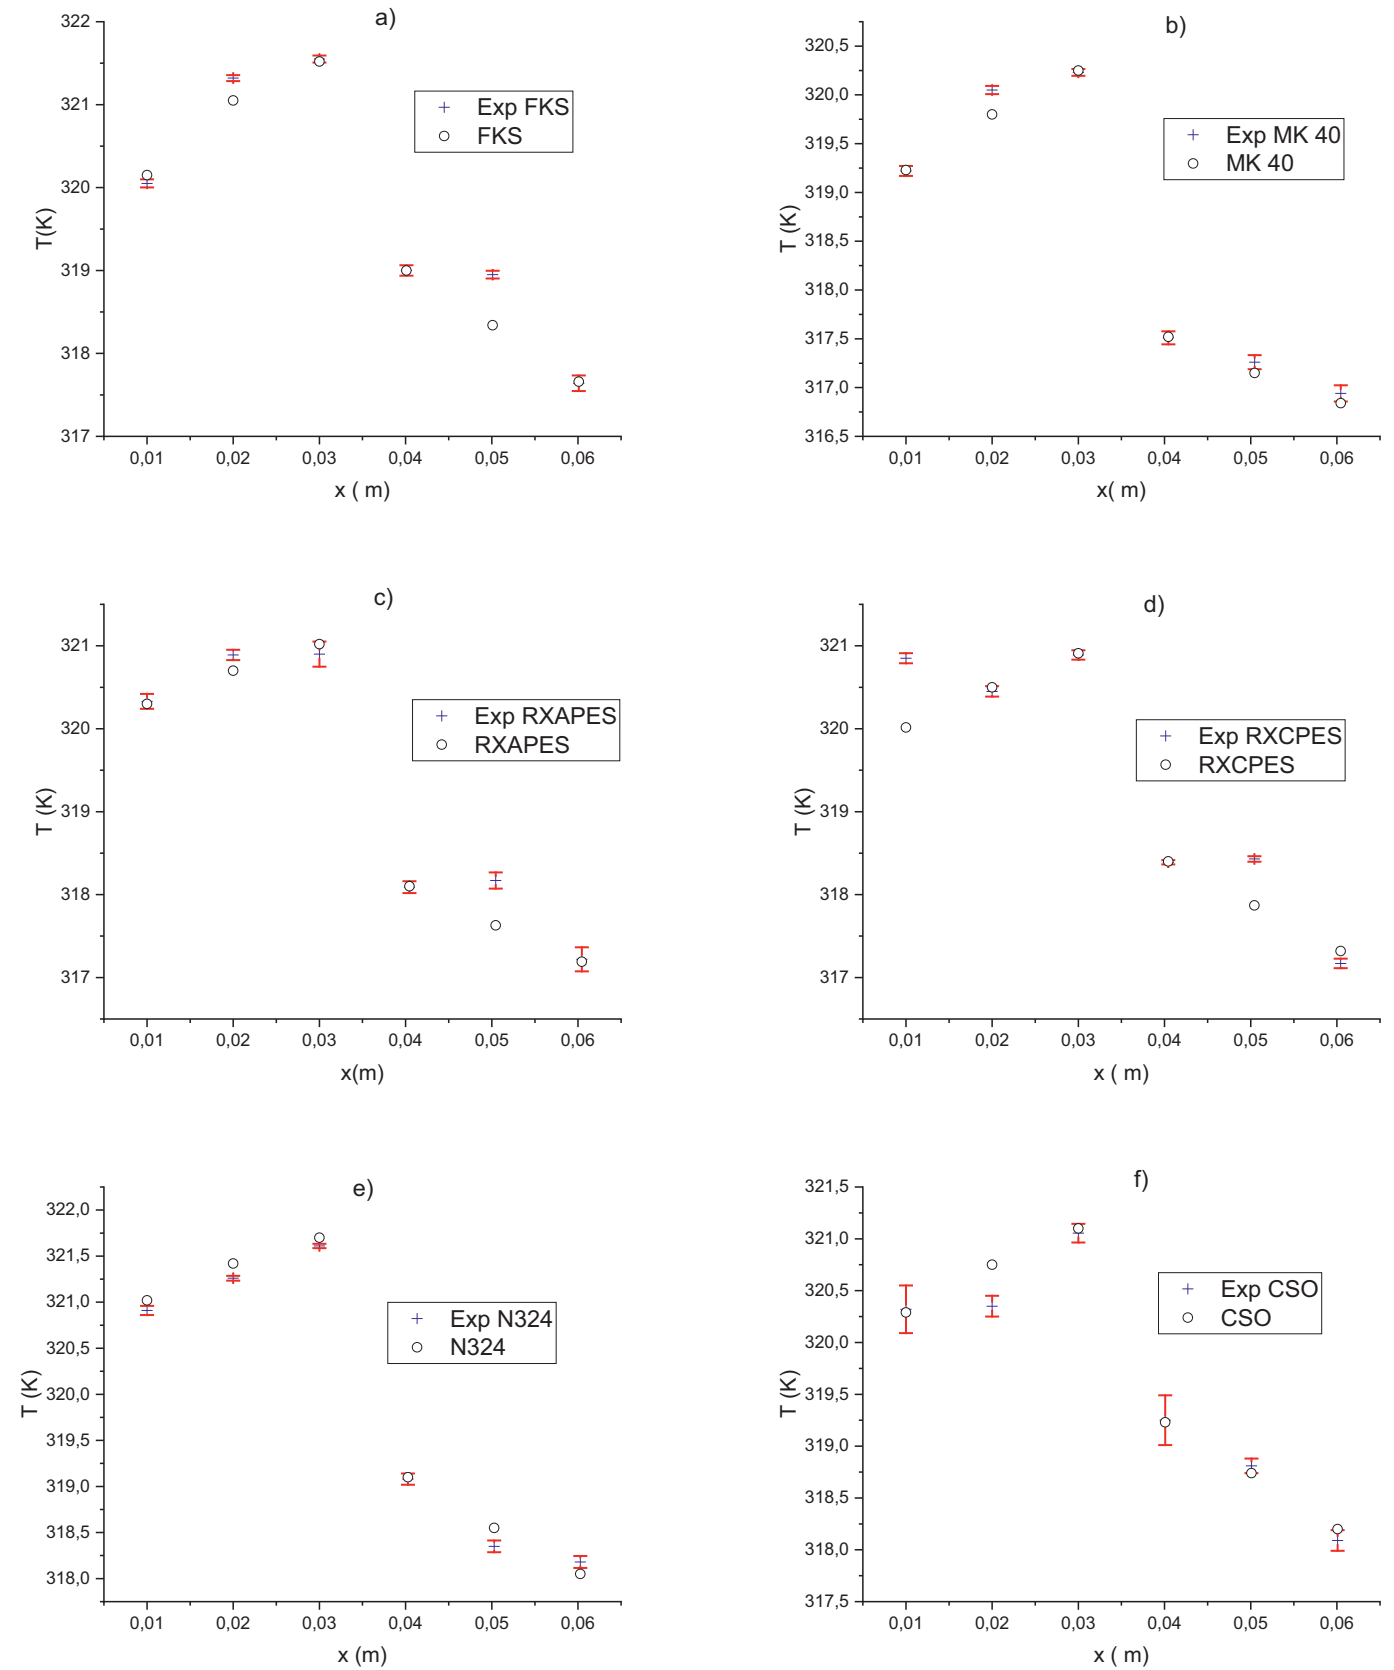 a)
322
321
320
319
318
317
T(K)
Exp FKS
FKS
0,01 0,02 0,03 0,04 0,05 0,06
x ( m)
b)
320,5
320,0
319,5
319,0
318,5
318,0
317,5
317,0
316,5
T (K)
Exp MK 40
MK 40
0,01 0,02 0,03 0,04 0,05 0,06
x( m)
c)
321
320
319
318
317
T (K)
Exp RXAPES
RXAPES
0,01 0,02 0,03 0,04 0,05 0,06
x(m)
d)
321
320
319
318
317
T (K)
Exp RXCPES
RXCPES
0,01 0,02 0,03 0,04 0,05 0,06
x ( m)
e)
322,0
321,5
321,0
320,5
320,0
319,5
319,0
318,5
318,0
T (K)
Exp N324
N324
0,01 0,02 0,03 0,04 0,05 0,06
x (m)
f)
321,5
321,0
320,5
320,0
319,5
319,0
318,5
318,0
317,5
T (K)
Exp CSO
CSO
0,01 0,02 0,03 0,04 0,05 0,06
x ( m)